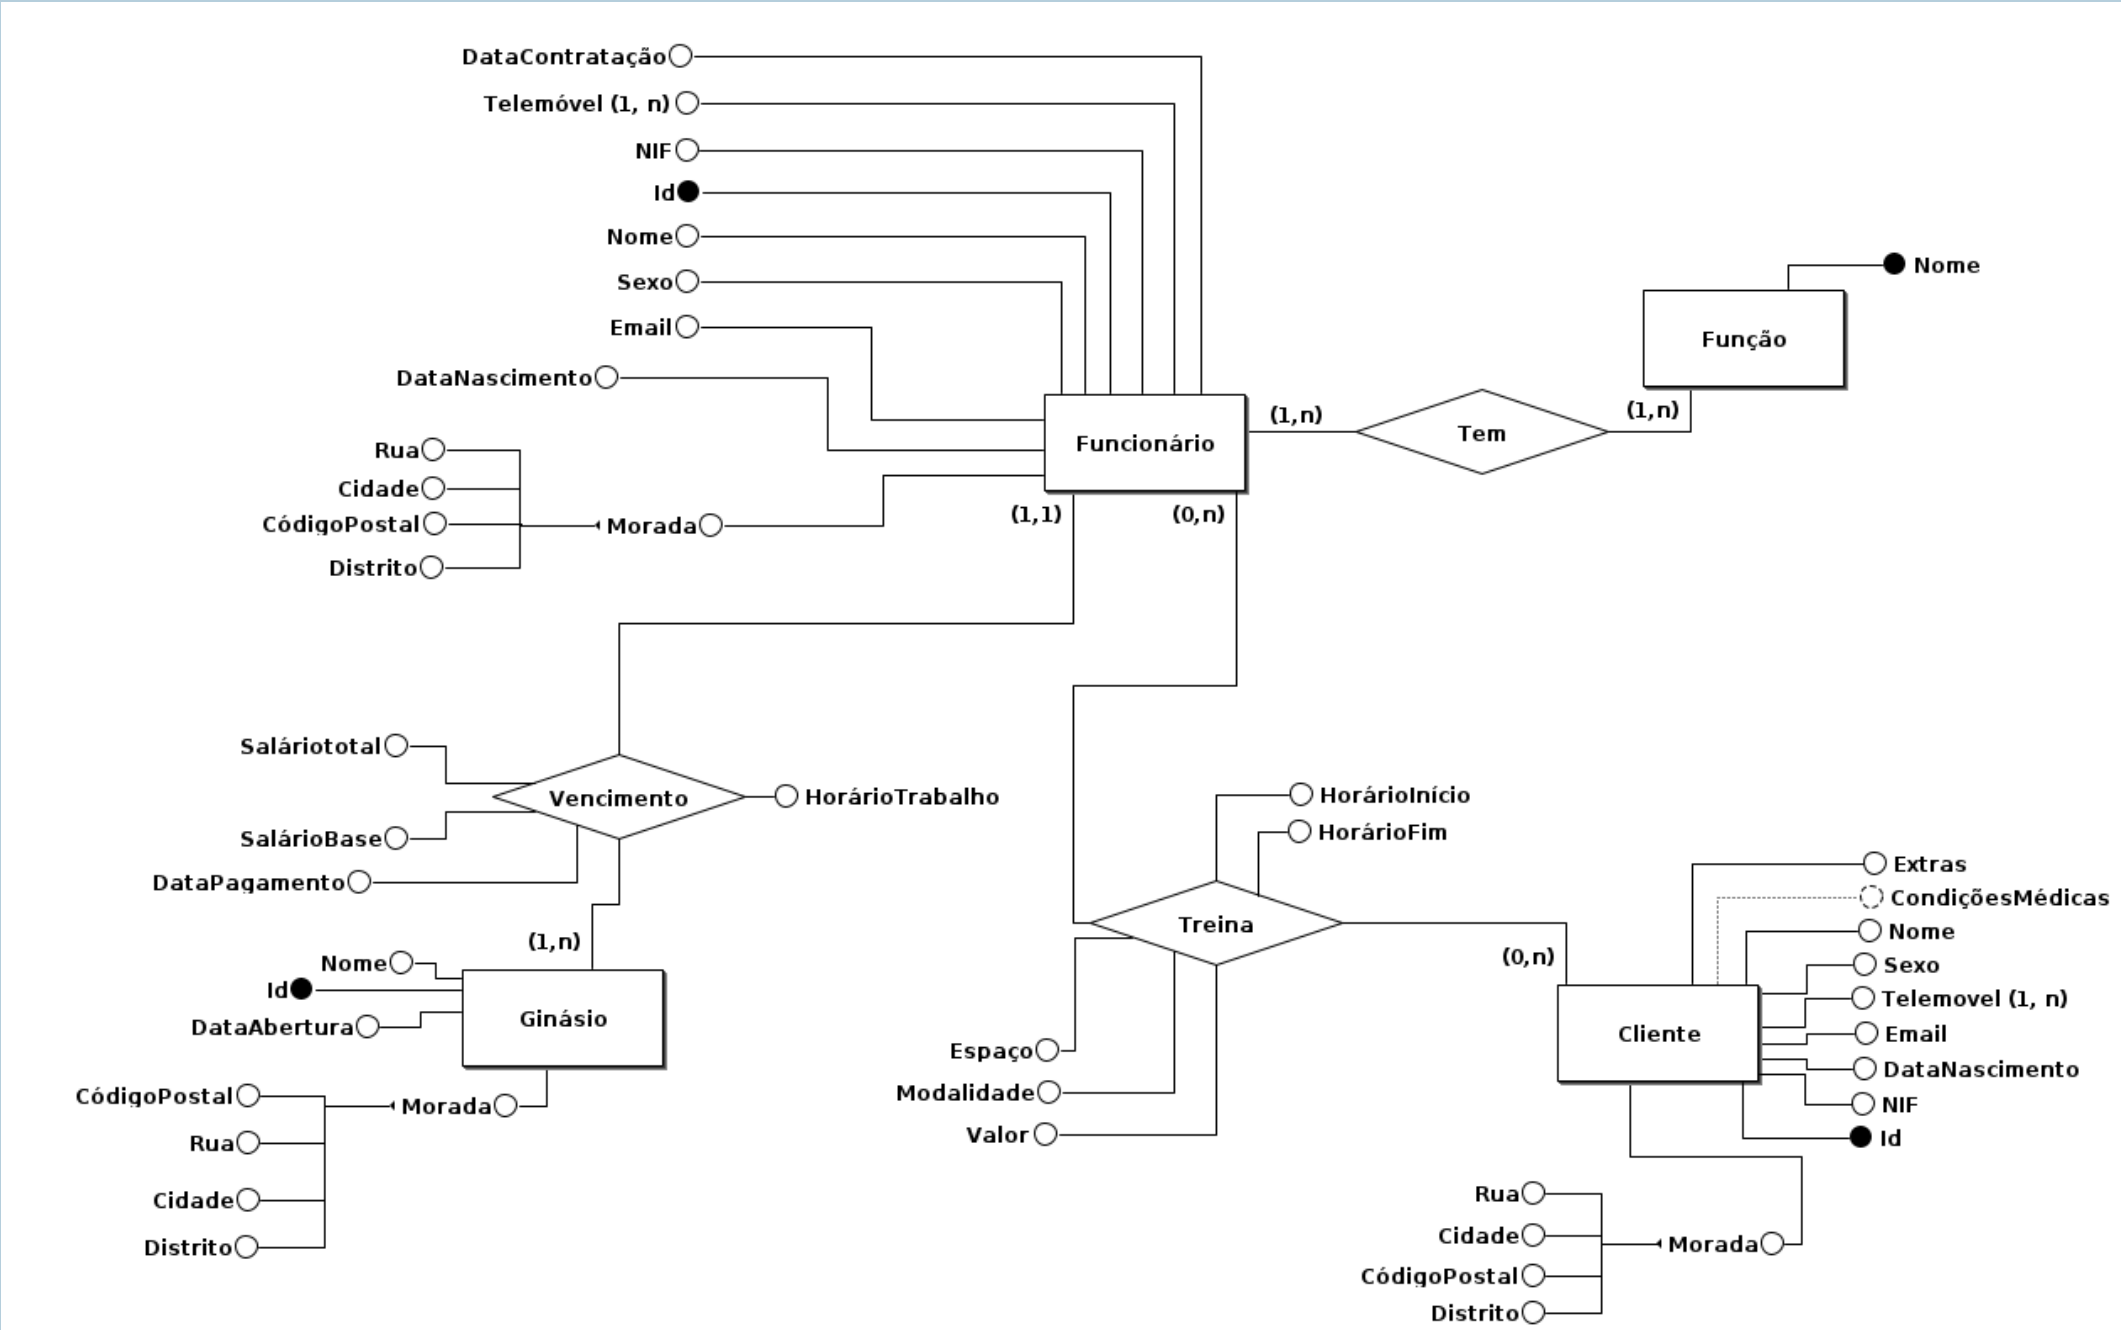 DataContratação
Telemóvel (1, n)
NIF
Id
Nome
Sexo
Email
DataNascimento
Rua
Cidade
CódigoPostal
Distrito
Morada
Funcionário
(1,n)
Tem
(1,n)
Função
Nome
(1,1)
(0,n)
Saláriototal
Vencimento
HorárioTrabalho
SalárioBase
DataPagamento
(1,n)
Nome
Id
DataAbertura
Ginásio
CódigoPostal
Morada
Rua
Cidade
Distrito
HorárioInício
HorárioFim
Treina
(0,n)
Espaço
Modalidade
Valor
Extras
CondiçõesMédicas
Nome
Sexo
Telemovel (1, n)
Email
DataNascimento
NIF
Id
Cliente
Rua
Cidade
Morada
CódigoPostal
Distrito